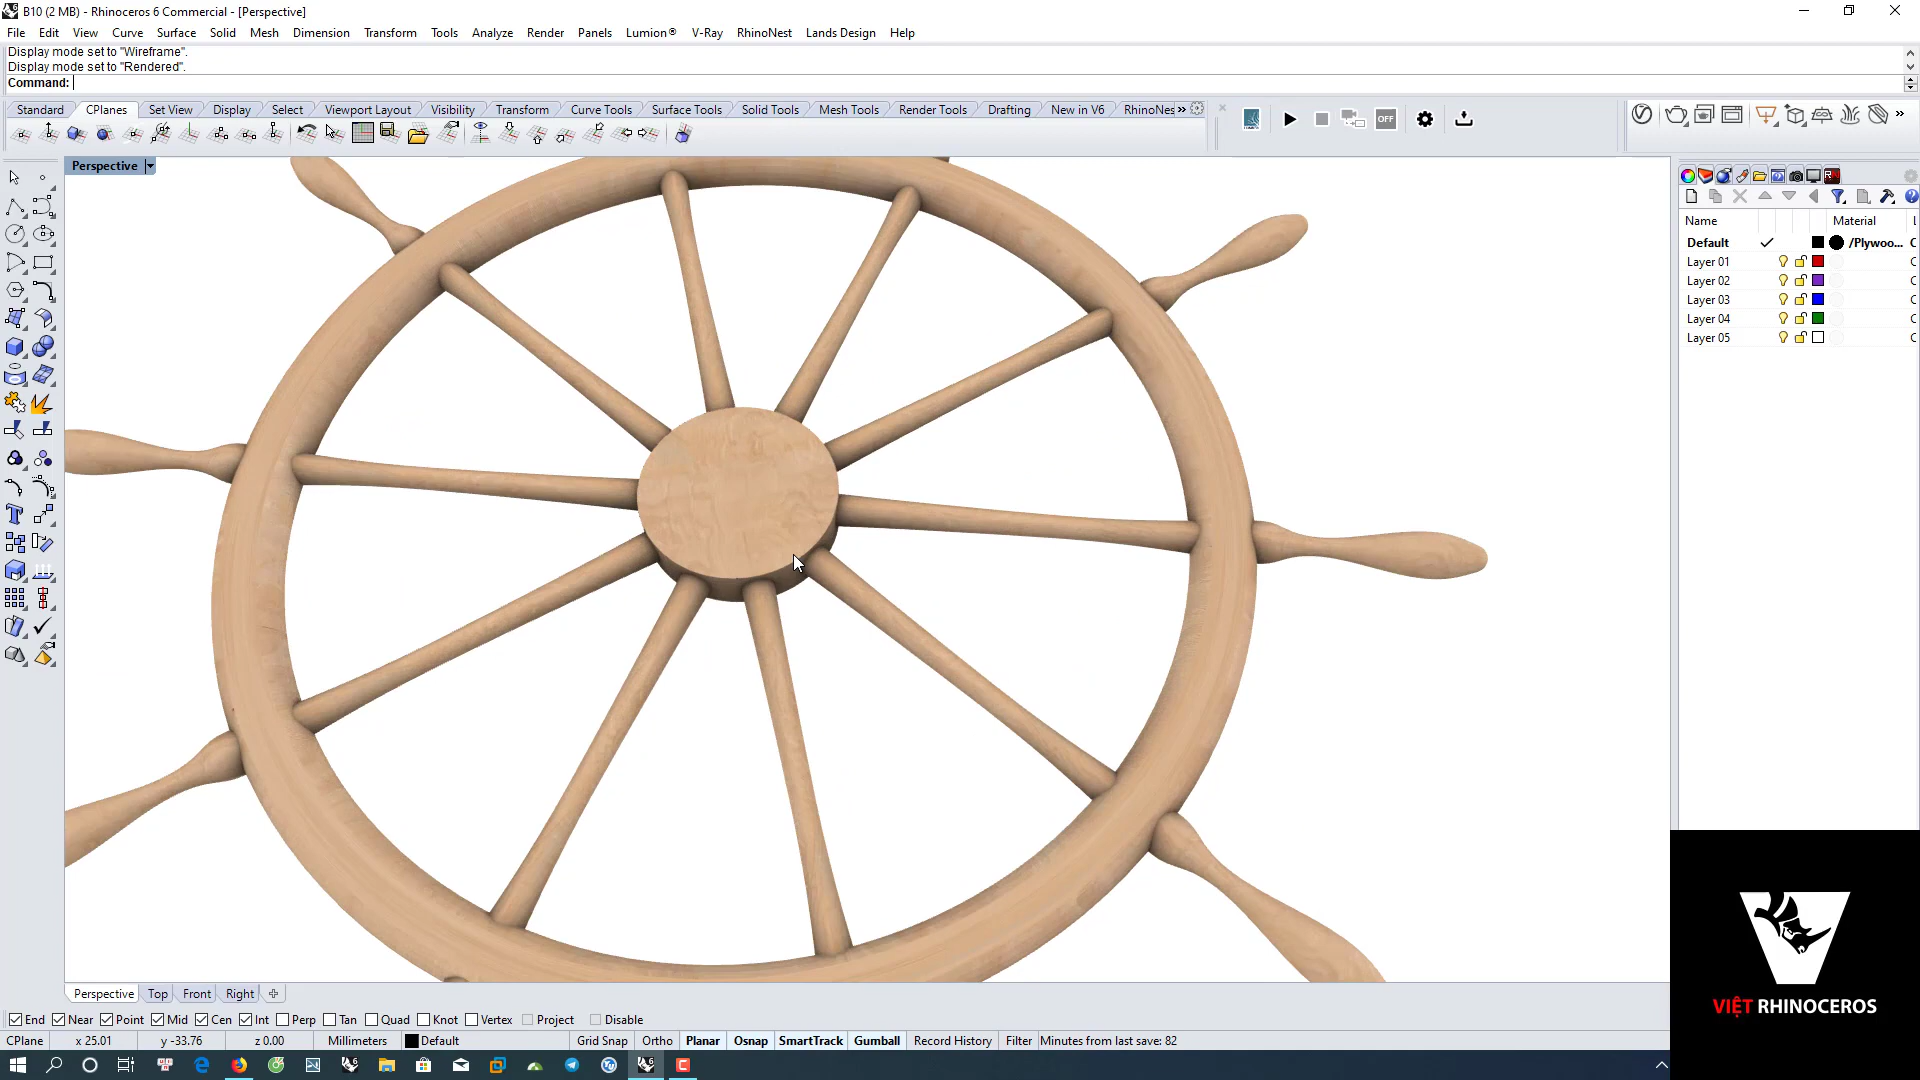 B10 (2 MB) - Rhinoceros 6 Commercial - [Perspective]
File Edit View Curve Surface Solid Mesh Dimension Transform Tools Analyze Render Panels Lumion® V-Ray RhinoNest Lands Design Help
Display mode set to "Wireframe".
Display mode set to "Rendered".
Command:
Standard CPlanes Set View Display Select Viewport Layout Visibility Transform Curve Tools Surface Tools Solid Tools Mesh Tools Render Tools Drafting New in V6 RhinoNes »
OFF
Perspective
Name Material
Default /Plywoo...
Layer 01
Layer 02
Layer 03
Layer 04
Layer 05
VIỆT RHINOCEROS
Perspective Top Front Right
End Near Point Mid Cen Int Perp Tan Quad Knot Vertex Project Disable
CPlane x 25.01 y -33.76 z 0.00 Millimeters Default Grid Snap Ortho Planar Osnap SmartTrack Gumball Record History Filter Minutes from last save: 82